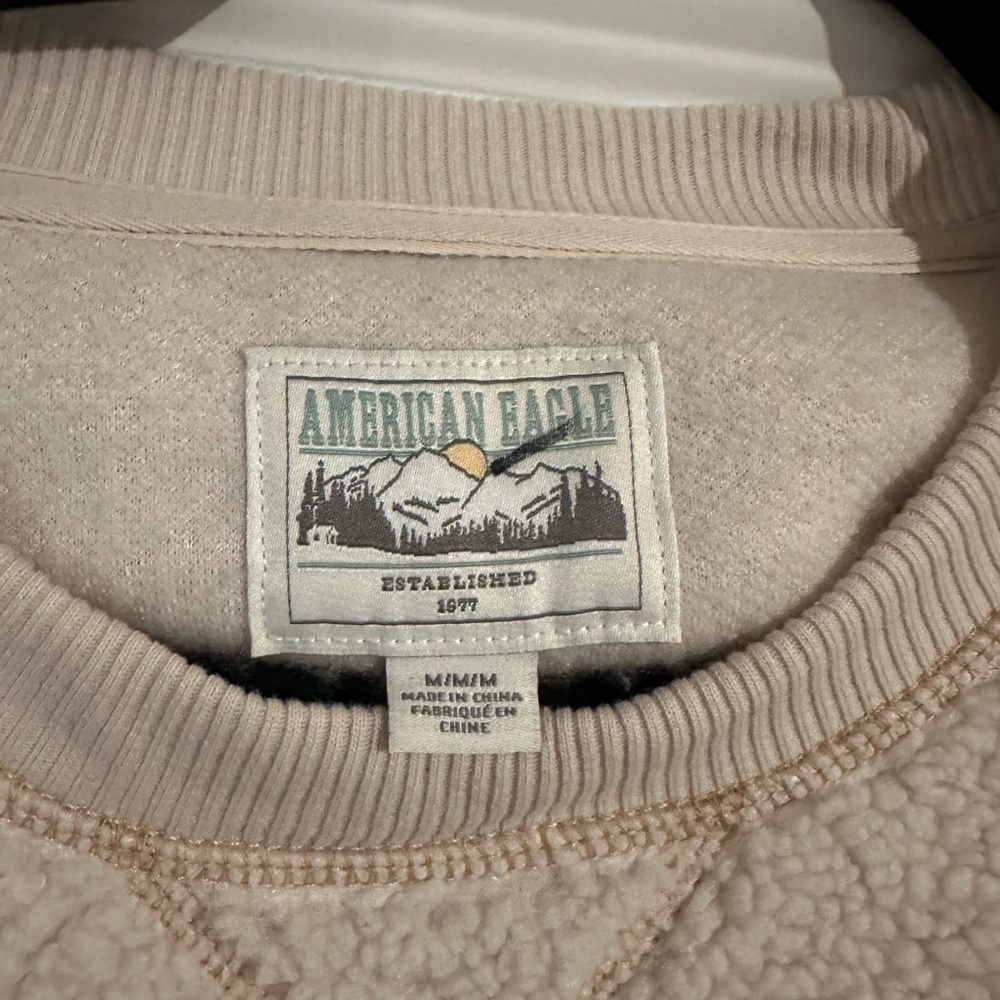 AMERICAN EAGLE
ESTABLISHED
1977
M/M/M
MADE IN CHINA
FABRIQUÉ EN
CHINE